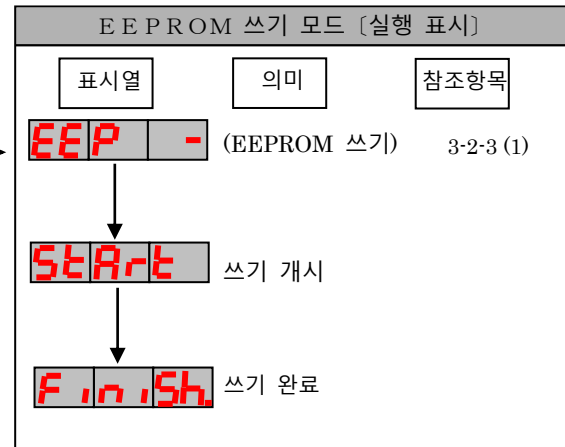 EEPROM 쓰기 모드 [실행 표시]
표시열 의미 참조항목
EEP - (EEPROM 쓰기) 3-2-3 (1)
StArt 쓰기 개시
FiniSh. 쓰기 완료